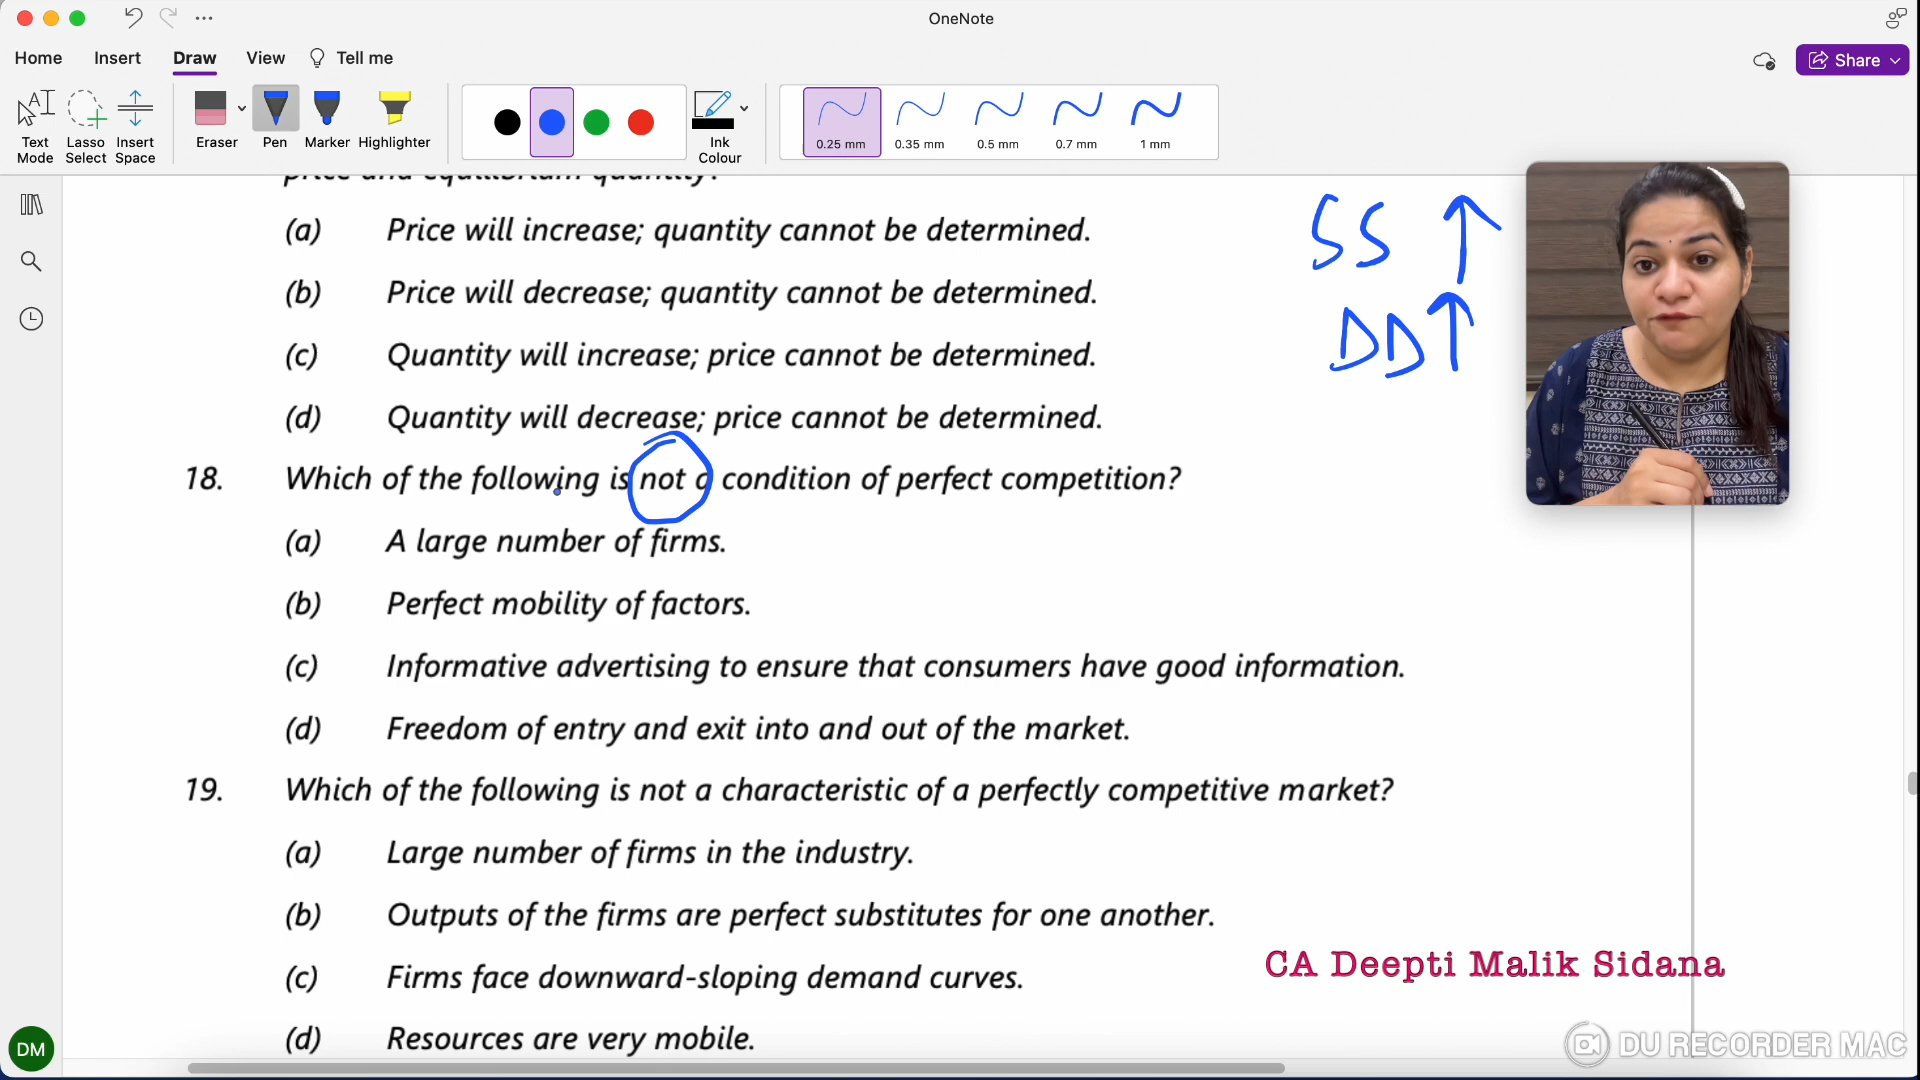 OneNote
Home Insert Draw View Tell me
Share
Text Mode
Lasso Select
Insert Space
Eraser
Pen
Marker
Highlighter
Ink Colour
0.25 mm
0.35 mm
0.5 mm
0.7 mm
1 mm
price and equilibrium quantity?
(a) Price will increase; quantity cannot be determined.
(b) Price will decrease; quantity cannot be determined.
(c) Quantity will increase; price cannot be determined.
(d) Quantity will decrease; price cannot be determined.
SS ↑
DD ↑
18. Which of the following is not a condition of perfect competition?
(a) A large number of firms.
(b) Perfect mobility of factors.
(c) Informative advertising to ensure that consumers have good information.
(d) Freedom of entry and exit into and out of the market.
19. Which of the following is not a characteristic of a perfectly competitive market?
(a) Large number of firms in the industry.
(b) Outputs of the firms are perfect substitutes for one another.
(c) Firms face downward-sloping demand curves.
(d) Resources are very mobile.
CA Deepti Malik Sidana
DM
DU RECORDER MAC